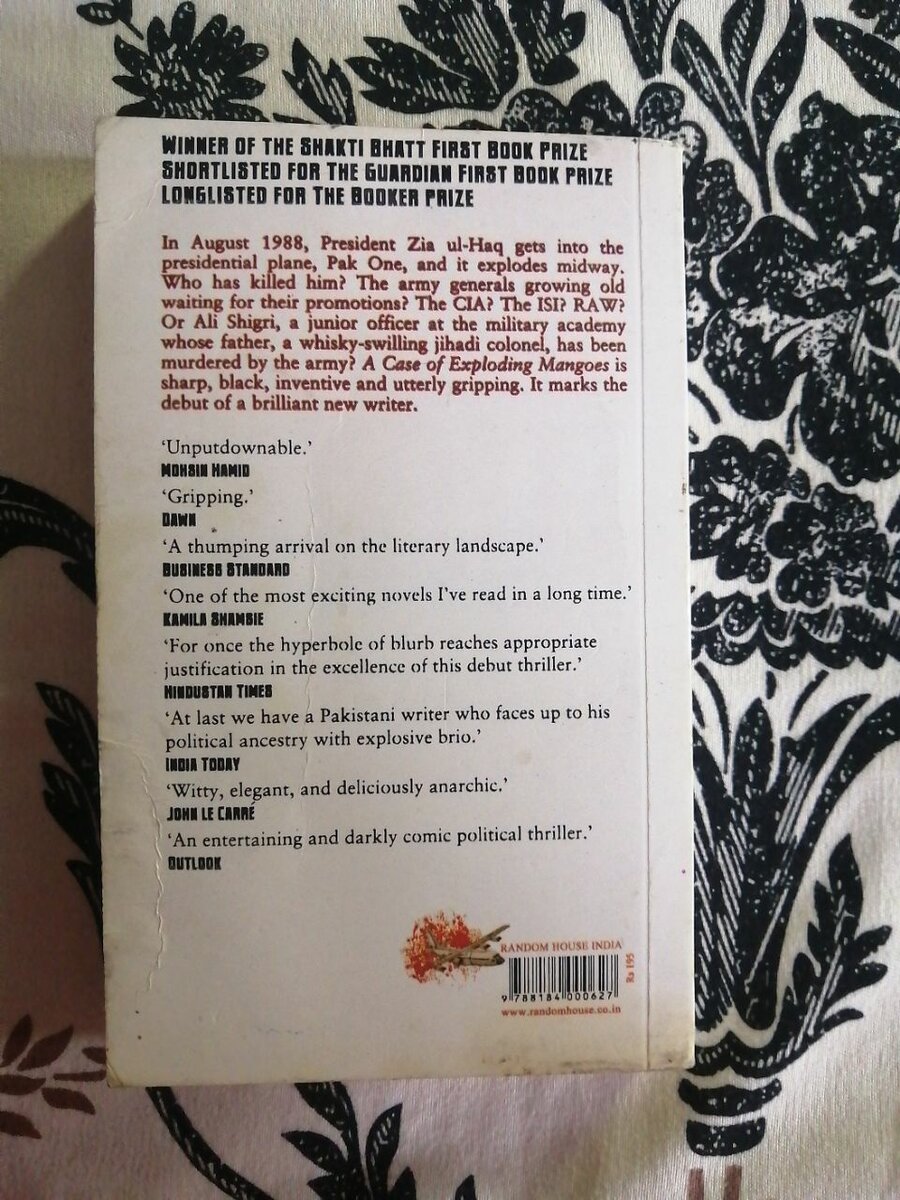 WINNER OF THE SHAKTI BHATT FIRST BOOK PRIZE
SHORTLISTED FOR THE GUARDIAN FIRST BOOK PRIZE
LONGLISTED FOR THE BOOKER PRIZE
In August 1988, President Zia ul-Haq gets into the
presidential plane, Pak One, and it explodes midway.
Who has killed him? The army generals growing old
waiting for their promotions? The CIA? The ISI? RAW?
Or Ali Shigri, a junior officer at the military academy
whose father, a whisky-swilling jihadi colonel, has been
murdered by the army? A Case of Exploding Mangoes is
sharp, black, inventive and utterly gripping. It marks the
debut of a brilliant new writer.
‘Unputdownable.’
MOHSIN HAMID
‘Gripping.’
DAWN
‘A thumping arrival on the literary landscape.’
BUSINESS STANDARD
‘One of the most exciting novels I've read in a long time.’
KAMILA SHAMSIE
‘For once the hyperbole of blurb reaches appropriate
justification in the excellence of this debut thriller.’
HINDUSTAN TIMES
‘At last we have a Pakistani writer who faces up to his
political ancestry with explosive brio.’
INDIA TODAY
‘Witty, elegant, and deliciously anarchic.’
JOHN LE CARRÉ
‘An entertaining and darkly comic political thriller.’
OUTLOOK
RANDOM HOUSE INDIA
Rs 195
9 788184 000627
www.randomhouse.co.in